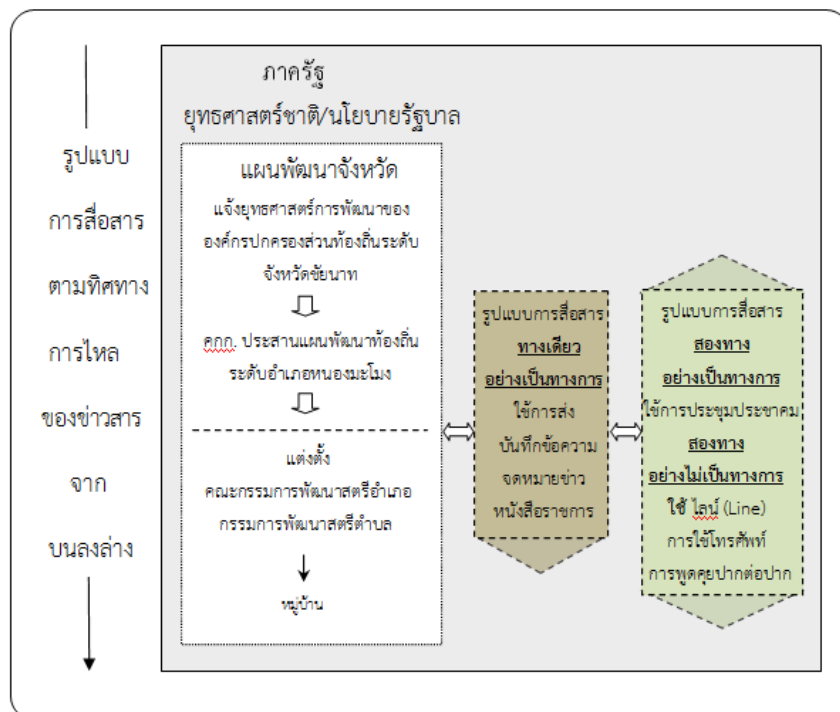 รูปแบบ
การสื่อสาร
ตามทิศทาง
การไหล
ของข่าวสาร
จาก
บนลงล่าง
ภาครัฐ
ยุทธศาสตร์ชาติ/นโยบายรัฐบาล
แผนพัฒนาจังหวัด
แจ้งยุทธศาสตร์การพัฒนาของ
องค์กรปกครองส่วนท้องถิ่นระดับ
จังหวัดชัยนาท
คกก. ประสานแผนพัฒนาท้องถิ่น
ระดับอำเภอหนองมะโมง
แต่งตั้ง
คณะกรรมการพัฒนาสตรีอำเภอ
กรรมการพัฒนาสตรีตำบล
หมู่บ้าน
รูปแบบการสื่อสาร
ทางเดียว
อย่างเป็นทางการ
ใช้การส่ง
บันทึกข้อความ
จดหมายข่าว
หนังสือราชการ
รูปแบบการสื่อสาร
สองทาง
อย่างเป็นทางการ
ใช้การประชุมประชาคม
สองทาง
อย่างไม่เป็นทางการ
ใช้ ไลน์ (Line)
การใช้โทรศัพท์
การพูดคุยปากต่อปาก